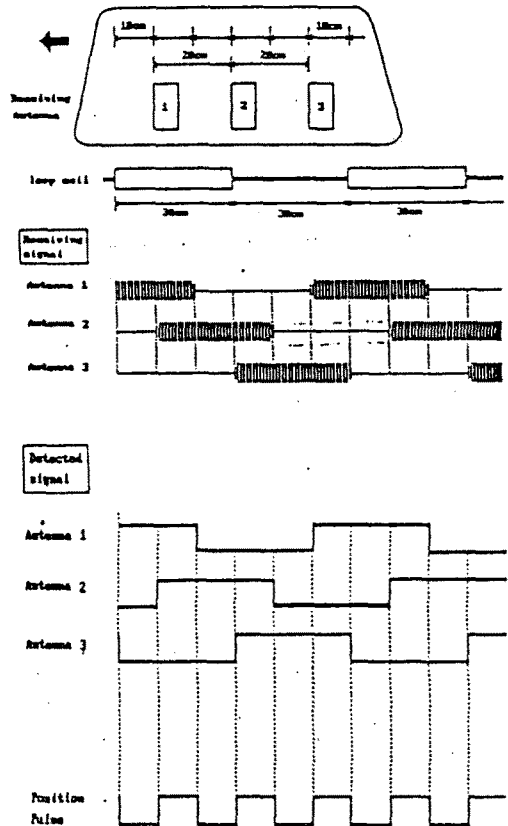 10cm 10cm
20cm 20cm
Receiving
Antenna
1 2 3
loop coil
30cm 30cm 30cm
Receiving
signal
Antenna 1
Antenna 2
Antenna 3
Detected
signal
Antenna 1
Antenna 2
Antenna 3
Position
Pulse